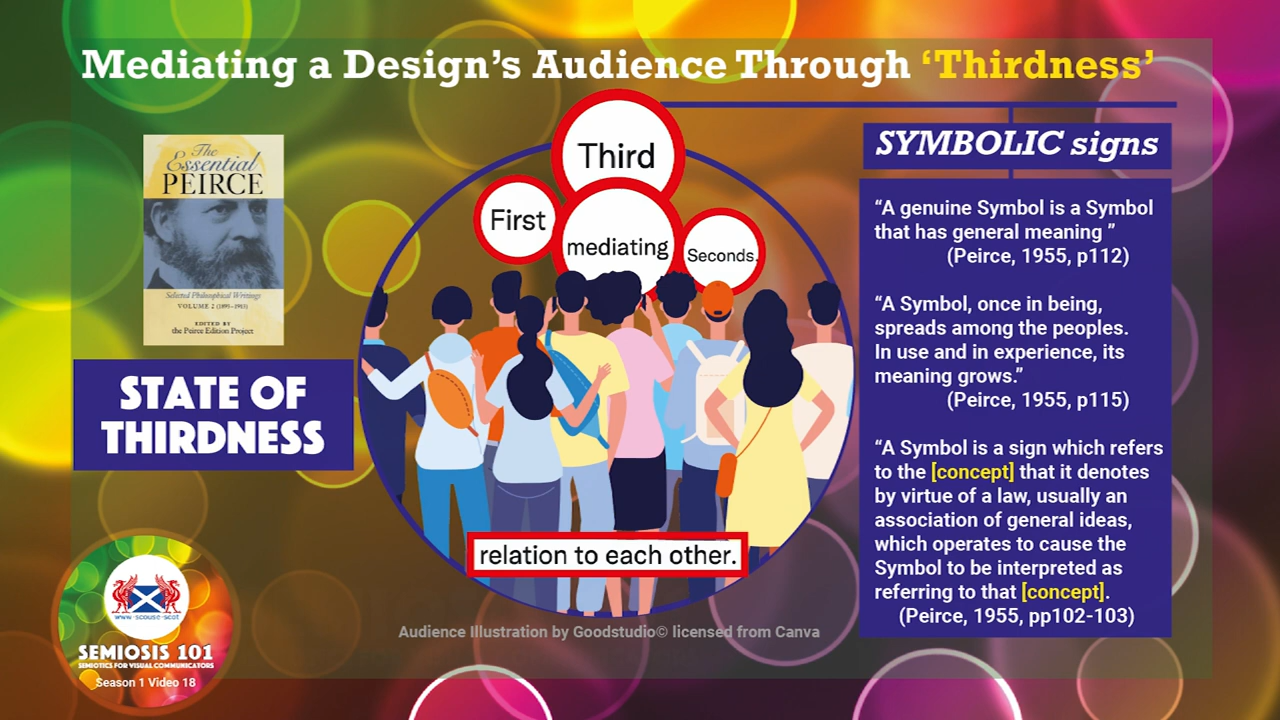 Mediating a Design's Audience Through 'Thirdness'
The
Essential
PEIRCE
Selected Philosophical Writings
VOLUME 2 (1893–1913)
EDITED BY
the Peirce Edition Project
STATE OF
THIRDNESS
Third
First
mediating
Seconds.
relation to each other.
Audience Illustration by Goodstudio© licensed from Canva
SYMBOLIC signs
“A genuine Symbol is a Symbol
that has general meaning ”
(Peirce, 1955, p112)
“A Symbol, once in being,
spreads among the peoples.
In use and in experience, its
meaning grows.”
(Peirce, 1955, p115)
“A Symbol is a sign which refers
to the [concept] that it denotes
by virtue of a law, usually an
association of general ideas,
which operates to cause the
Symbol to be interpreted as
referring to that [concept].
(Peirce, 1955, pp102-103)
www·scouse·scot
SEMIOSIS 101
SEMIOTICS FOR VISUAL COMMUNICATORS
Season 1 Video 18